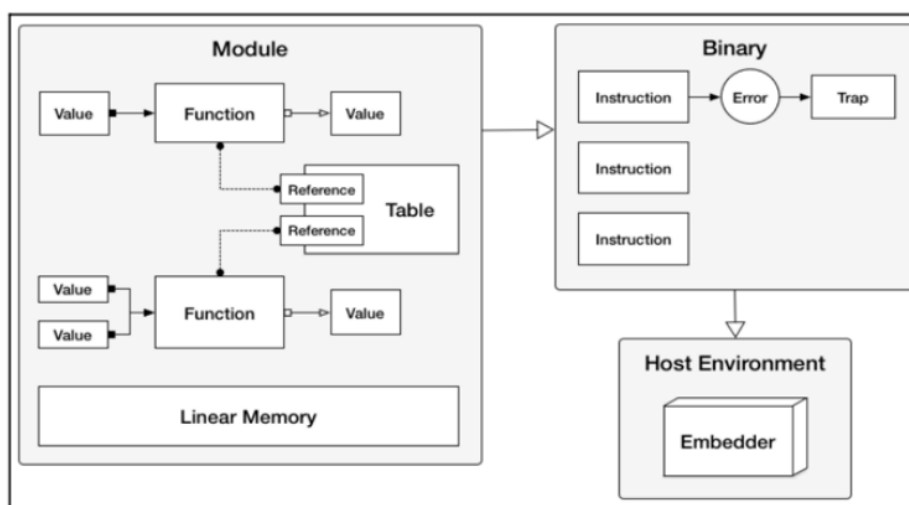 Module
Value
Function
Value
Reference
Table
Reference
Value
Value
Function
Value
Linear Memory
Binary
Instruction
Error
Trap
Instruction
Instruction
Host Environment
Embedder